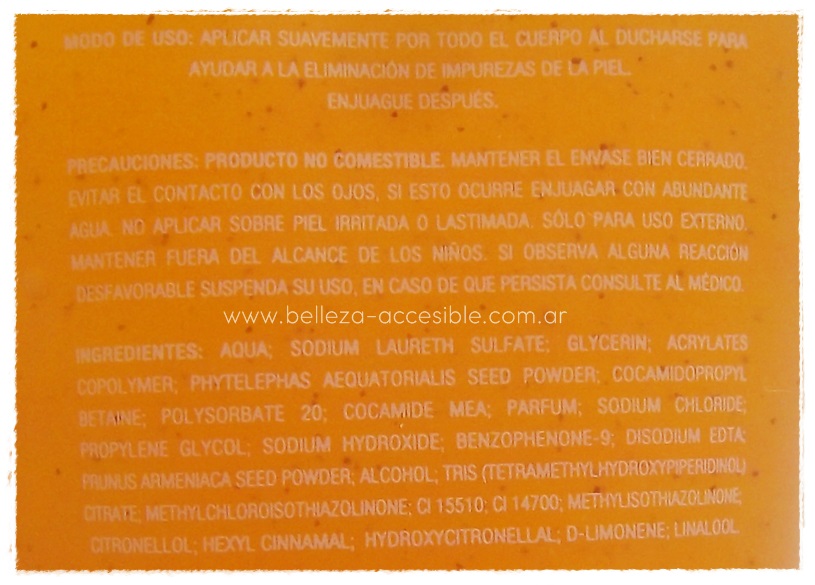 MODO DE USO: APLICAR SUAVEMENTE POR TODO EL CUERPO AL DUCHARSE PARA
AYUDAR A LA ELIMINACIÓN DE IMPUREZAS DE LA PIEL.
ENJUAGUE DESPUÉS.
PRECAUCIONES: PRODUCTO NO COMESTIBLE. MANTENER EL ENVASE BIEN CERRADO.
EVITAR EL CONTACTO CON LOS OJOS, SI ESTO OCURRE ENJUAGAR CON ABUNDANTE
AGUA. NO APLICAR SOBRE PIEL IRRITADA O LASTIMADA. SÓLO PARA USO EXTERNO.
MANTENER FUERA DEL ALCANCE DE LOS NIÑOS. SI OBSERVA ALGUNA REACCIÓN
DESFAVORABLE SUSPENDA SU USO, EN CASO DE QUE PERSISTA CONSULTE AL MÉDICO.
www.belleza-accesible.com.ar
INGREDIENTES: AQUA; SODIUM LAURETH SULFATE; GLYCERIN; ACRYLATES
COPOLYMER; PHYTELEPHAS AEQUATORIALIS SEED POWDER; COCAMIDOPROPYL
BETAINE; POLYSORBATE 20; COCAMIDE MEA; PARFUM; SODIUM CHLORIDE;
PROPYLENE GLYCOL; SODIUM HYDROXIDE; BENZOPHENONE-9; DISODIUM EDTA;
PRUNUS ARMENIACA SEED POWDER; ALCOHOL; TRIS (TETRAMETHYLHYDROXYPIPERIDINOL)
CITRATE; METHYLCHLOROISOTHIAZOLINONE; CI 15510; CI 14700; METHYLISOTHIAZOLINONE;
CITRONELLOL; HEXYL CINNAMAL; HYDROXYCITRONELLAL; D-LIMONENE; LINALOOL.